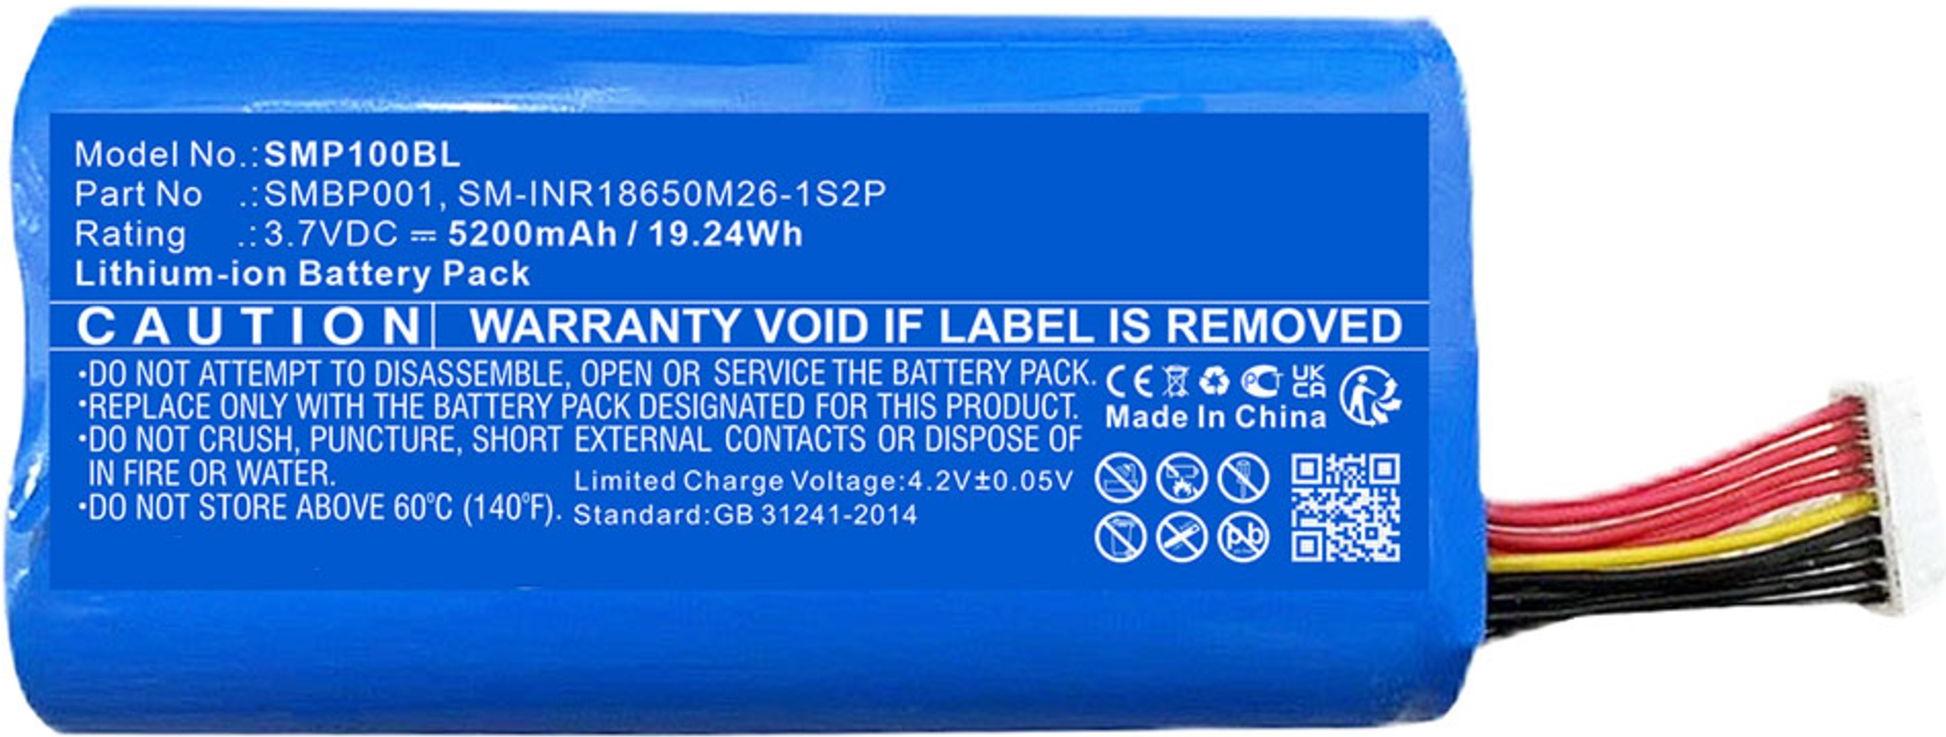 Model No.:SMP100BL
Part No .:SMBP001, SM-INR18650M26-1S2P
Rating .:3.7VDC ⎓ 5200mAh / 19.24Wh
Lithium-ion Battery Pack
CAUTION WARRANTY VOID IF LABEL IS REMOVED
•DO NOT ATTEMPT TO DISASSEMBLE, OPEN OR SERVICE THE BATTERY PACK.
•REPLACE ONLY WITH THE BATTERY PACK DESIGNATED FOR THIS PRODUCT.
•DO NOT CRUSH, PUNCTURE, SHORT EXTERNAL CONTACTS OR DISPOSE OF
IN FIRE OR WATER.
•DO NOT STORE ABOVE 60°C (140°F).
Limited Charge Voltage:4.2V±0.05V
Standard:GB 31241-2014
CE UK
CA
Made In China
Pb